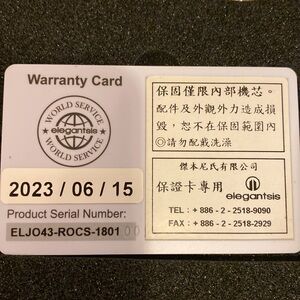 Warranty Card
WORLD SERVICE
elegantsis
WORLD SERVICE
2023 / 06 / 15
Product Serial Number:
ELJO43-ROCS-1801
保固僅限內部機芯。
配件及外觀外力造成損
毀，恕不在保固範圍內
◎請勿配戴洗澡
傑本尼氏有限公司
保證卡專用
elegantsis
TEL：+ 886 - 2 - 2518-9090
FAX：+ 886 - 2 - 2518-2929